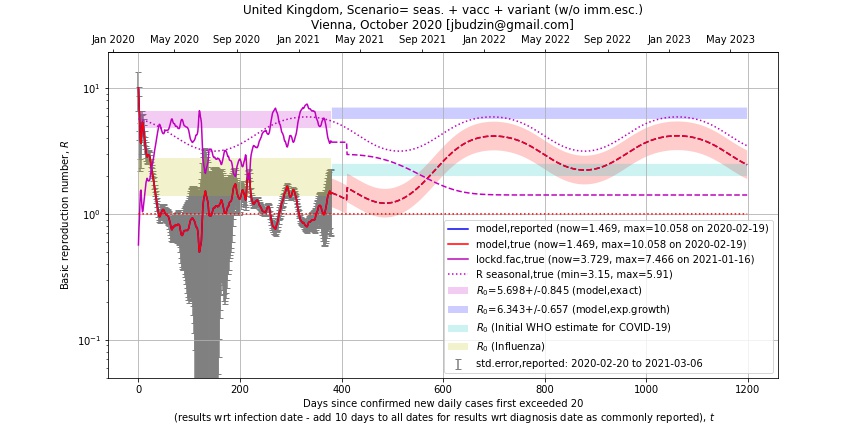 United Kingdom, Scenario= seas. + vacc + variant (w/o imm.esc.)
Vienna, October 2020 [jbudzin@gmail.com]
Jan 2020 May 2020 Sep 2020 Jan 2021 May 2021 Sep 2021 Jan 2022 May 2022 Sep 2022 Jan 2023 May 2023
Basic reproduction number, R
10¹
10⁰
10⁻¹
model,reported (now=1.469, max=10.058 on 2020-02-19)
model,true (now=1.469, max=10.058 on 2020-02-19)
lockd.fac,true (now=3.729, max=7.466 on 2021-01-16)
R seasonal,true (min=3.15, max=5.91)
R₀=5.698+/-0.845 (model,exact)
R₀=6.343+/-0.657 (model,exp.growth)
R₀ (Initial WHO estimate for COVID-19)
R₀ (Influenza)
std.error,reported: 2020-02-20 to 2021-03-06
0 200 400 600 800 1000 1200
Days since confirmed new daily cases first exceeded 20
(results wrt infection date - add 10 days to all dates for results wrt diagnosis date as commonly reported), t